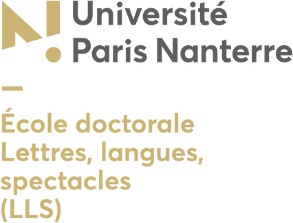 Université
Paris Nanterre
École doctorale
Lettres, langues,
spectacles
(LLS)